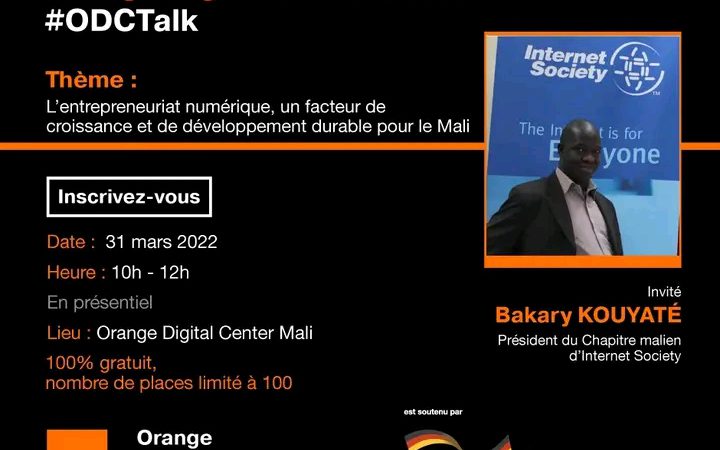 #ODCTalk
Thème :
L'entrepreneuriat numérique, un facteur de
croissance et de développement durable pour le Mali
Inscrivez-vous
Date : 31 mars 2022
Heure : 10h - 12h
En présentiel
Lieu : Orange Digital Center Mali
100% gratuit,
nombre de places limité à 100
Internet
Society
TM
The In et is for
E yone
Invité
Bakary KOUYATÉ
Président du Chapitre malien
d'Internet Society
est soutenu par
Orange